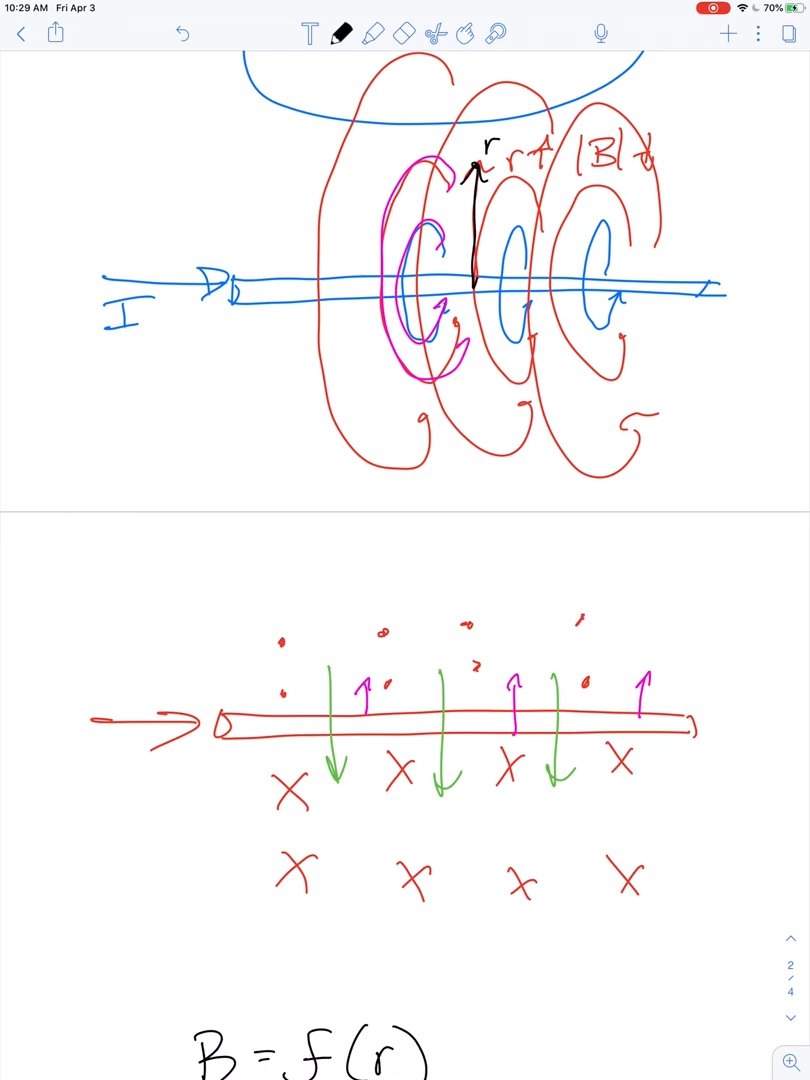 10:29 AM Fri Apr 3
70%
T
r
r↑ |B|↓
I
X X X X
X X X X
2
/
4
B = f(r)